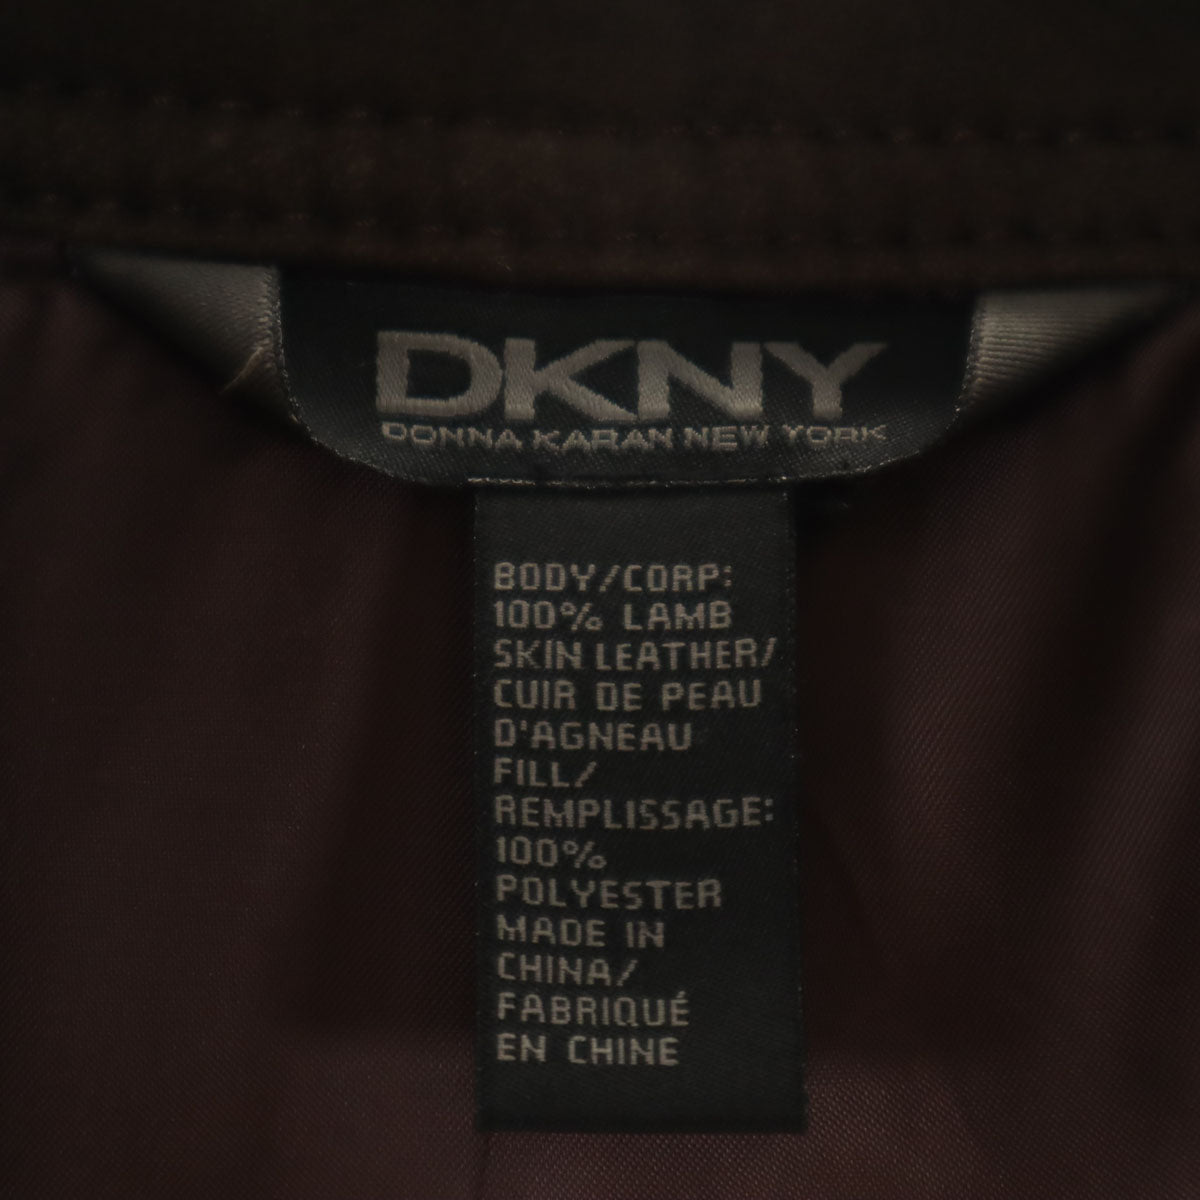 DKNY
DONNA KARAN NEW YORK
BODY/CORP:
100% LAMB
SKIN LEATHER/
CUIR DE PEAU
D'AGNEAU
FILL/
REMPLISSAGE:
100%
POLYESTER
MADE IN
CHINA/
FABRIQUÉ
EN CHINE